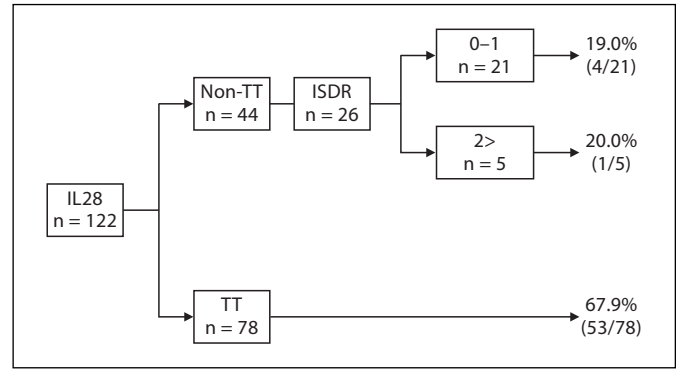 0–1
n = 21
19.0%
(4/21)
Non-TT
n = 44
ISDR
n = 26
2>
n = 5
20.0%
(1/5)
IL28
n = 122
TT
n = 78
67.9%
(53/78)